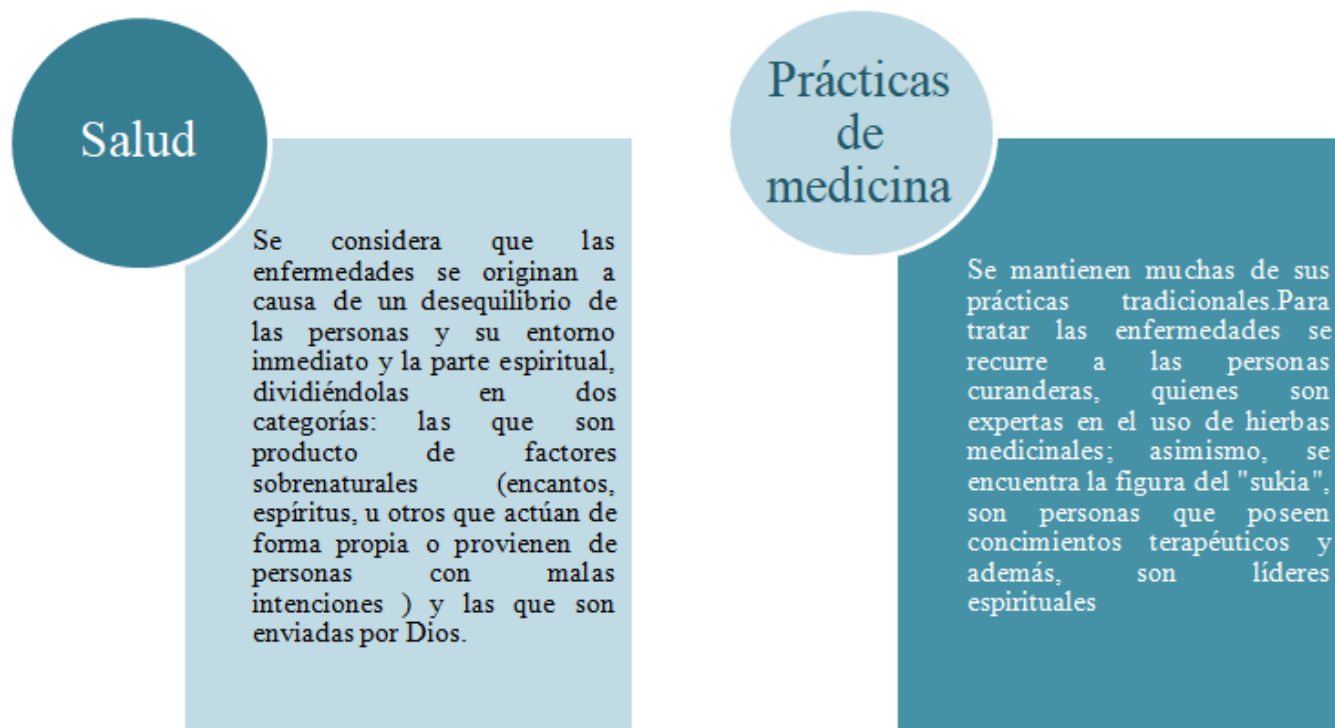 Salud
Se considera que las
enfermedades se originan a
causa de un desequilibrio de
las personas y su entorno
inmediato y la parte espiritual,
dividiéndolas en dos
categorías: las que son
producto de factores
sobrenaturales (encantos,
espíritus, u otros que actúan de
forma propia o provienen de
personas con malas
intenciones ) y las que son
enviadas por Dios.
Prácticas
de
medicina
Se mantienen muchas de sus
prácticas tradicionales.Para
tratar las enfermedades se
recurre a las personas
curanderas, quienes son
expertas en el uso de hierbas
medicinales; asimismo, se
encuentra la figura del "sukia",
son personas que poseen
concimientos terapéuticos y
además, son líderes
espirituales